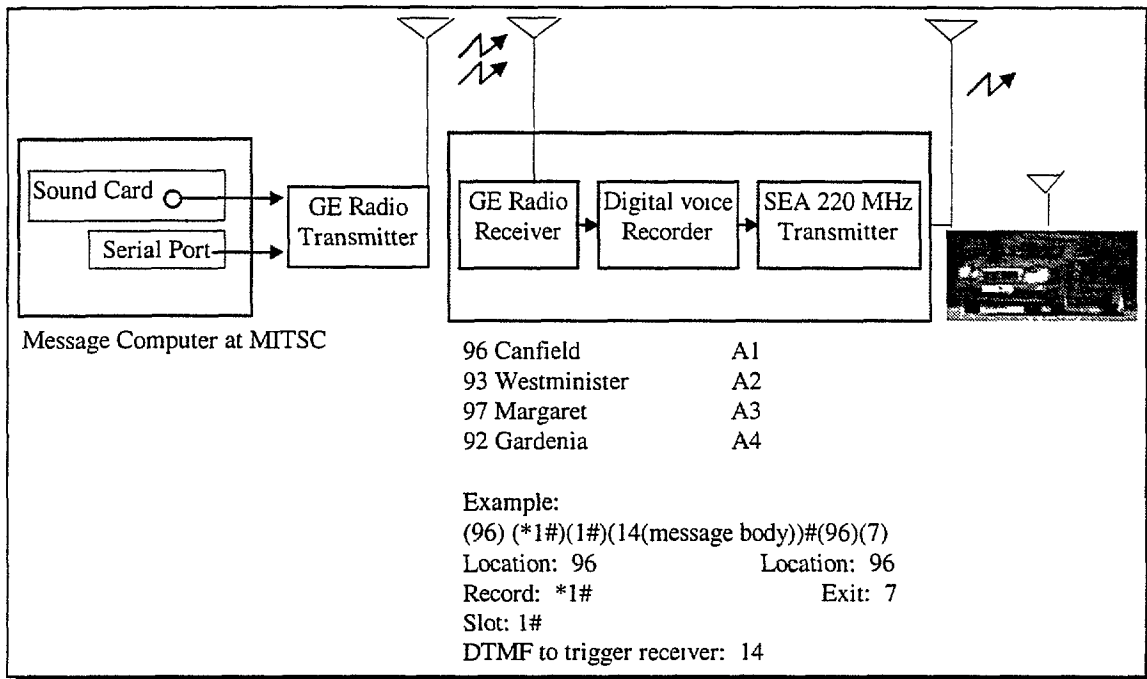 Sound Card
Serial Port
GE Radio
Transmitter
GE Radio
Receiver
Digital voice
Recorder
SEA 220 MHz
Transmitter
Message Computer at MITSC
96 Canfield A1
93 Westminister A2
97 Margaret A3
92 Gardenia A4
Example:
(96) (*1#)(1#)(14(message body))#(96)(7)
Location: 96 Location: 96
Record: *1# Exit: 7
Slot: 1#
DTMF to trigger receiver: 14